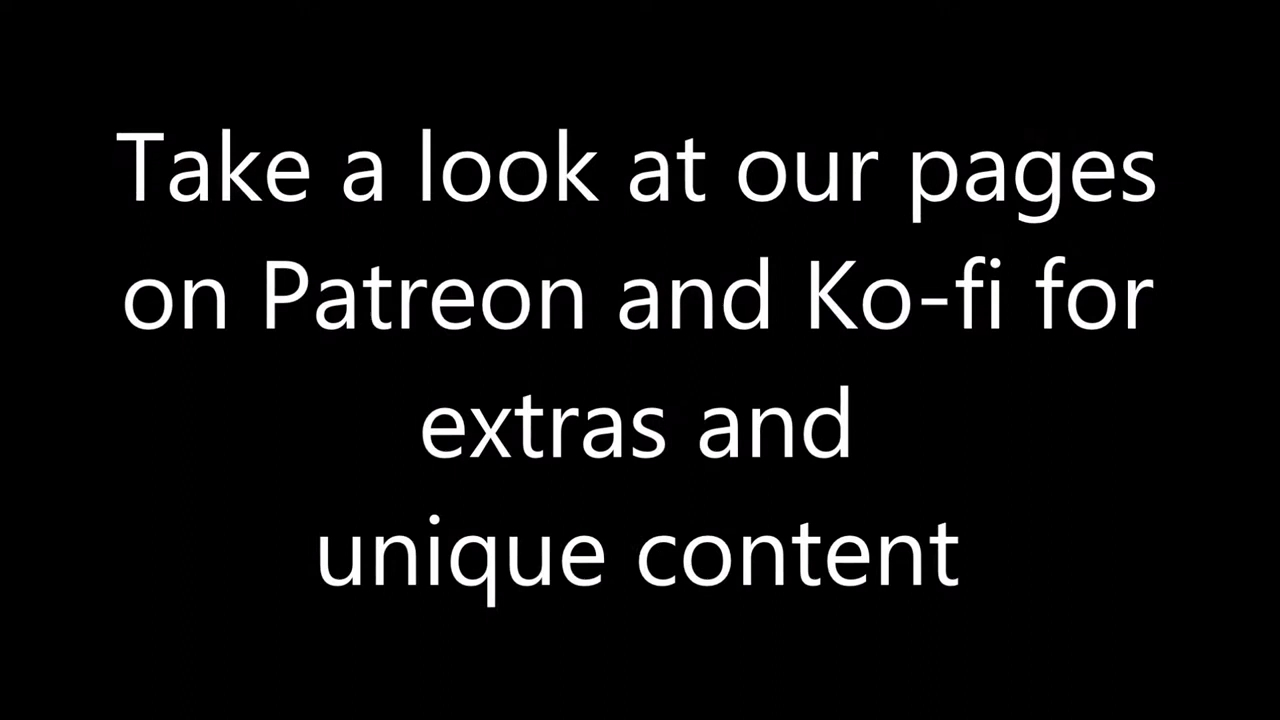 Take a look at our pages
on Patreon and Ko-fi for
extras and
unique content